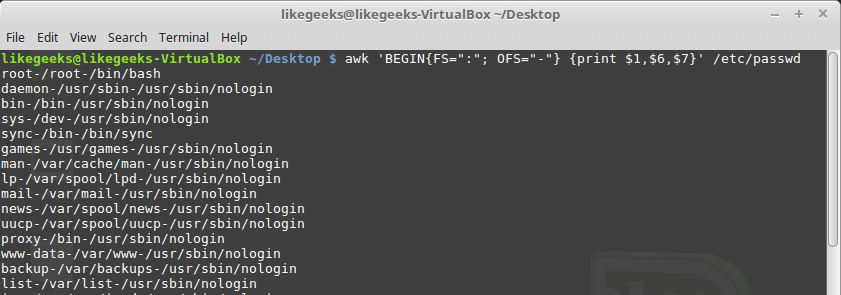 likegeeks@likegeeks-VirtualBox ~/Desktop
File Edit View Search Terminal Help
likegeeks@likegeeks-VirtualBox ~/Desktop $ awk 'BEGIN{FS=":"; OFS="-"} {print $1,$6,$7}' /etc/passwd
root-/root-/bin/bash
daemon-/usr/sbin-/usr/sbin/nologin
bin-/bin-/usr/sbin/nologin
sys-/dev-/usr/sbin/nologin
sync-/bin-/bin/sync
games-/usr/games-/usr/sbin/nologin
man-/var/cache/man-/usr/sbin/nologin
lp-/var/spool/lpd-/usr/sbin/nologin
mail-/var/mail-/usr/sbin/nologin
news-/var/spool/news-/usr/sbin/nologin
uucp-/var/spool/uucp-/usr/sbin/nologin
proxy-/bin-/usr/sbin/nologin
www-data-/var/www-/usr/sbin/nologin
backup-/var/backups-/usr/sbin/nologin
list-/var/list-/usr/sbin/nologin